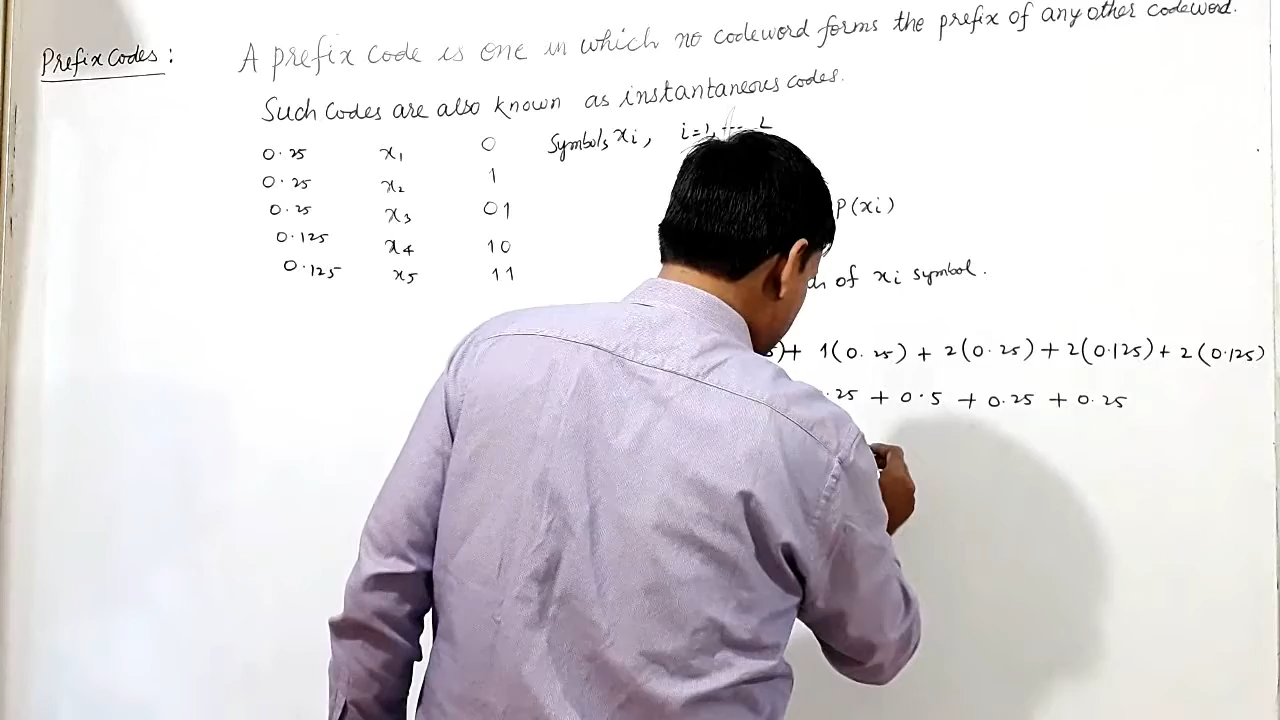 Prefix Codes : A prefix code is one in which no codeword forms the prefix of any other codeword.
Such Codes are also known as instantaneous codes.
0.25 x1 0 Symbols xi, i=1,
0.25 x2 1
0.25 x3 01 P(xi)
0.125 x4 10
0.125 x5 11 of xi symbol.
)+ 1(0.25) + 2(0.25) + 2(0.125) + 2(0.125)
.25 + 0.5 + 0.25 + 0.25